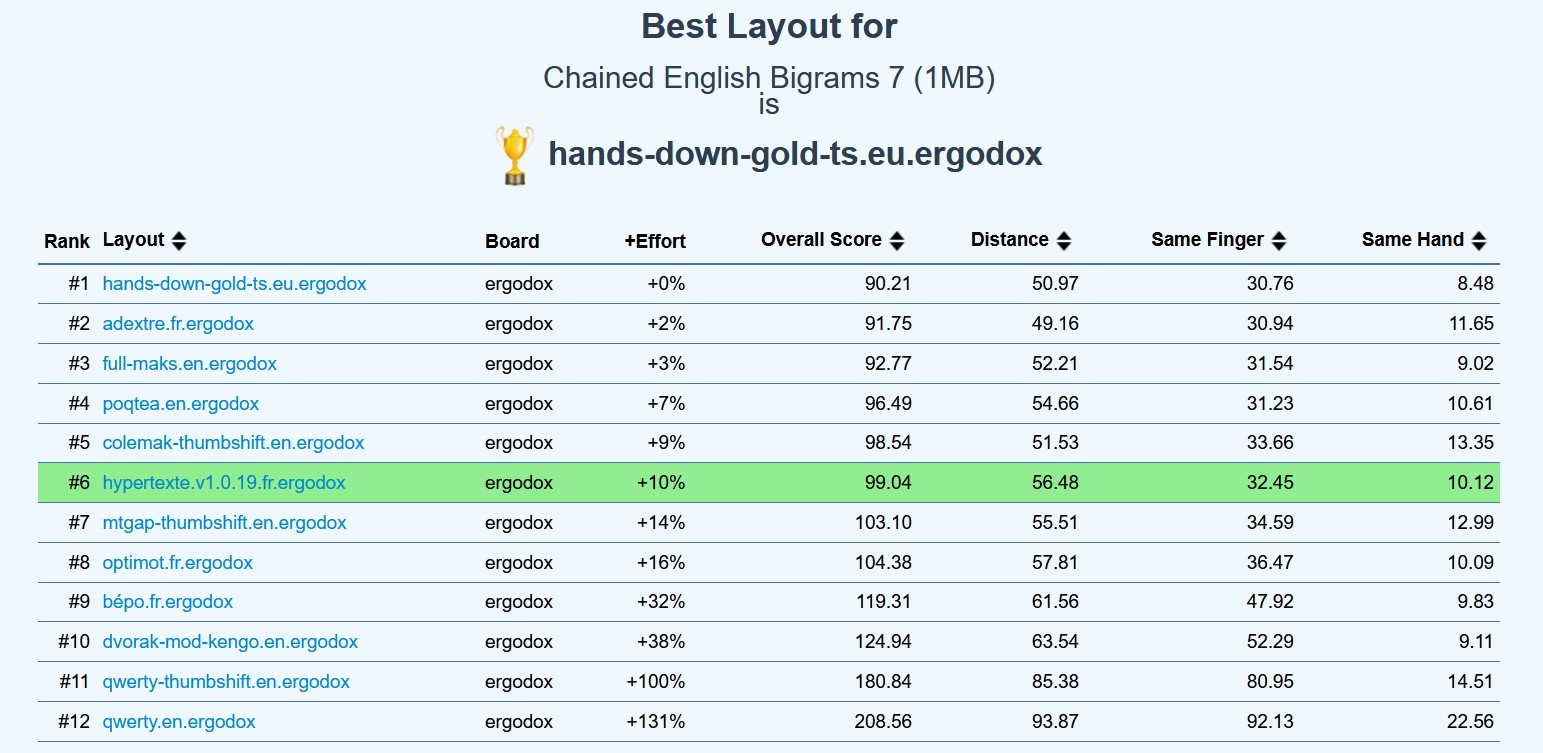 Best Layout for
Chained English Bigrams 7 (1MB)
is
hands-down-gold-ts.eu.ergodox
Rank Layout Board +Effort Overall Score Distance Same Finger Same Hand
#1 hands-down-gold-ts.eu.ergodox ergodox +0% 90.21 50.97 30.76 8.48
#2 adextre.fr.ergodox ergodox +2% 91.75 49.16 30.94 11.65
#3 full-maks.en.ergodox ergodox +3% 92.77 52.21 31.54 9.02
#4 poqtea.en.ergodox ergodox +7% 96.49 54.66 31.23 10.61
#5 colemak-thumbshift.en.ergodox ergodox +9% 98.54 51.53 33.66 13.35
#6 hypertexte.v1.0.19.fr.ergodox ergodox +10% 99.04 56.48 32.45 10.12
#7 mtgap-thumbshift.en.ergodox ergodox +14% 103.10 55.51 34.59 12.99
#8 optimot.fr.ergodox ergodox +16% 104.38 57.81 36.47 10.09
#9 bépo.fr.ergodox ergodox +32% 119.31 61.56 47.92 9.83
#10 dvorak-mod-kengo.en.ergodox ergodox +38% 124.94 63.54 52.29 9.11
#11 qwerty-thumbshift.en.ergodox ergodox +100% 180.84 85.38 80.95 14.51
#12 qwerty.en.ergodox ergodox +131% 208.56 93.87 92.13 22.56